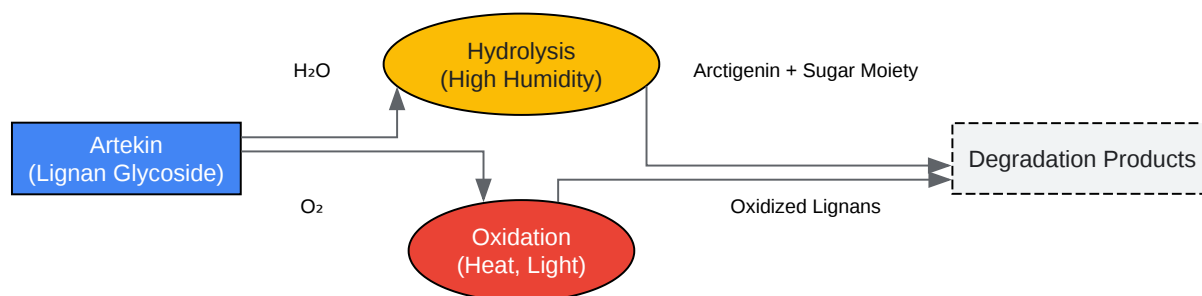 Hydrolysis
(High Humidity)
H₂O
Arctigenin + Sugar Moiety
Artekin
(Lignan Glycoside)
Degradation Products
O₂
Oxidized Lignans
Oxidation
(Heat, Light)